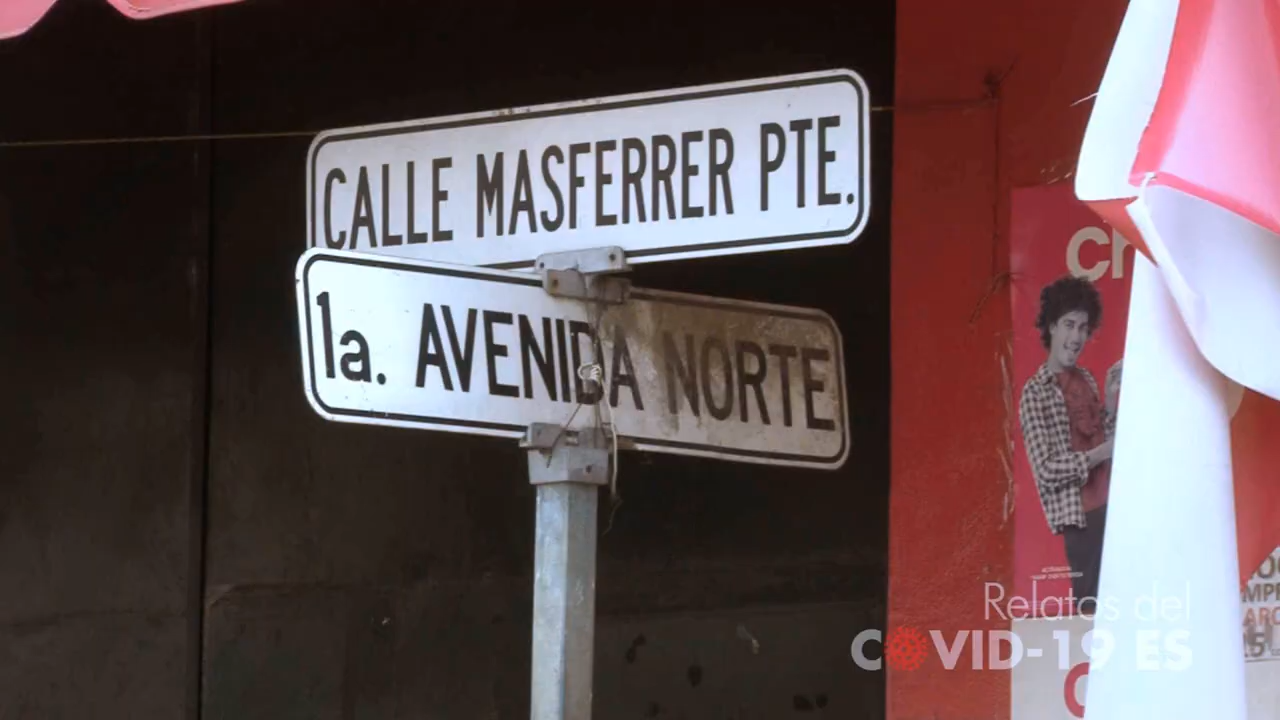 CALLE MASFERRER PTE.
1a. AVENIDA NORTE
Relatos del
COVID-19 ES